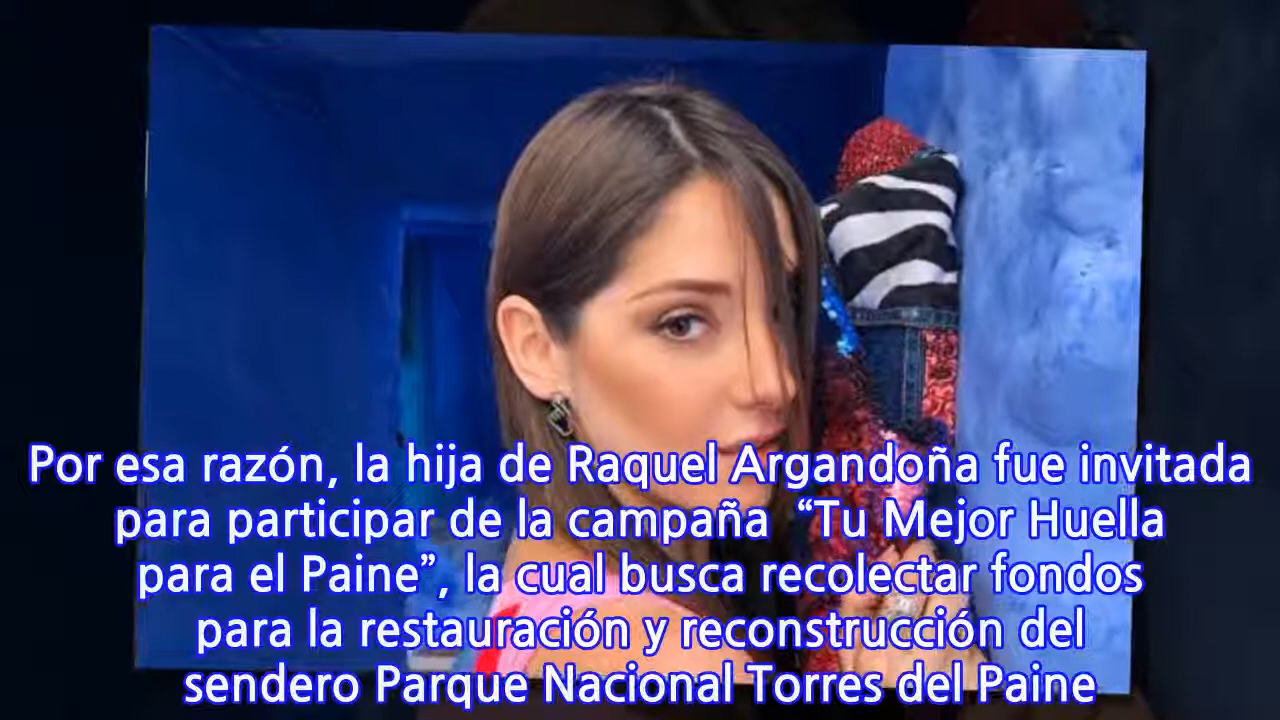 Por esa razón, la hija de Raquel Argandoña fue invitada
para participar de la campaña “Tu Mejor Huella
para el Paine”, la cual busca recolectar fondos
para la restauración y reconstrucción del
sendero Parque Nacional Torres del Paine